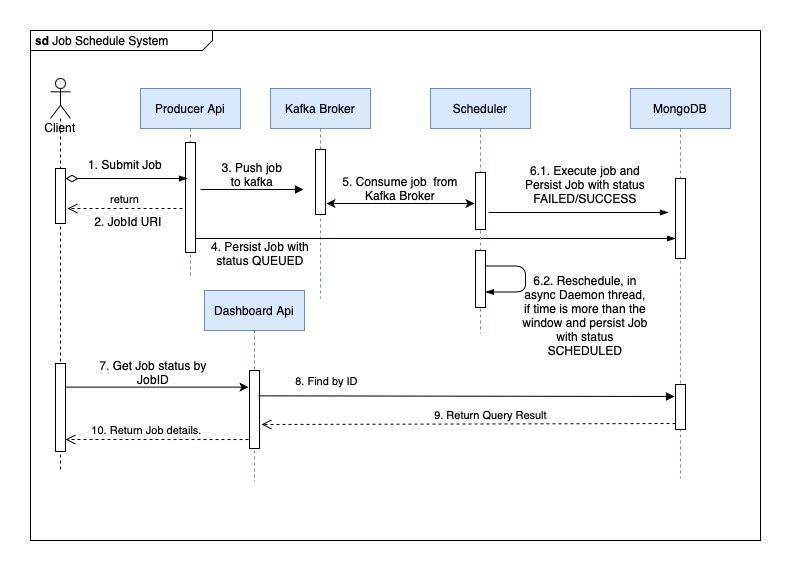 sd Job Schedule System
Client
Producer Api
Kafka Broker
Scheduler
MongoDB
1. Submit Job
return
2. JobId URI
3. Push job
to kafka
5. Consume job from
Kafka Broker
6.1. Execute job and
Persist Job with status
FAILED/SUCCESS
4. Persist Job with
status QUEUED
6.2. Reschedule, in
async Daemon thread,
if time is more than the
window and persist Job
with status
SCHEDULED
Dashboard Api
7. Get Job status by
JobID
8. Find by ID
9. Return Query Result
10. Return Job details.